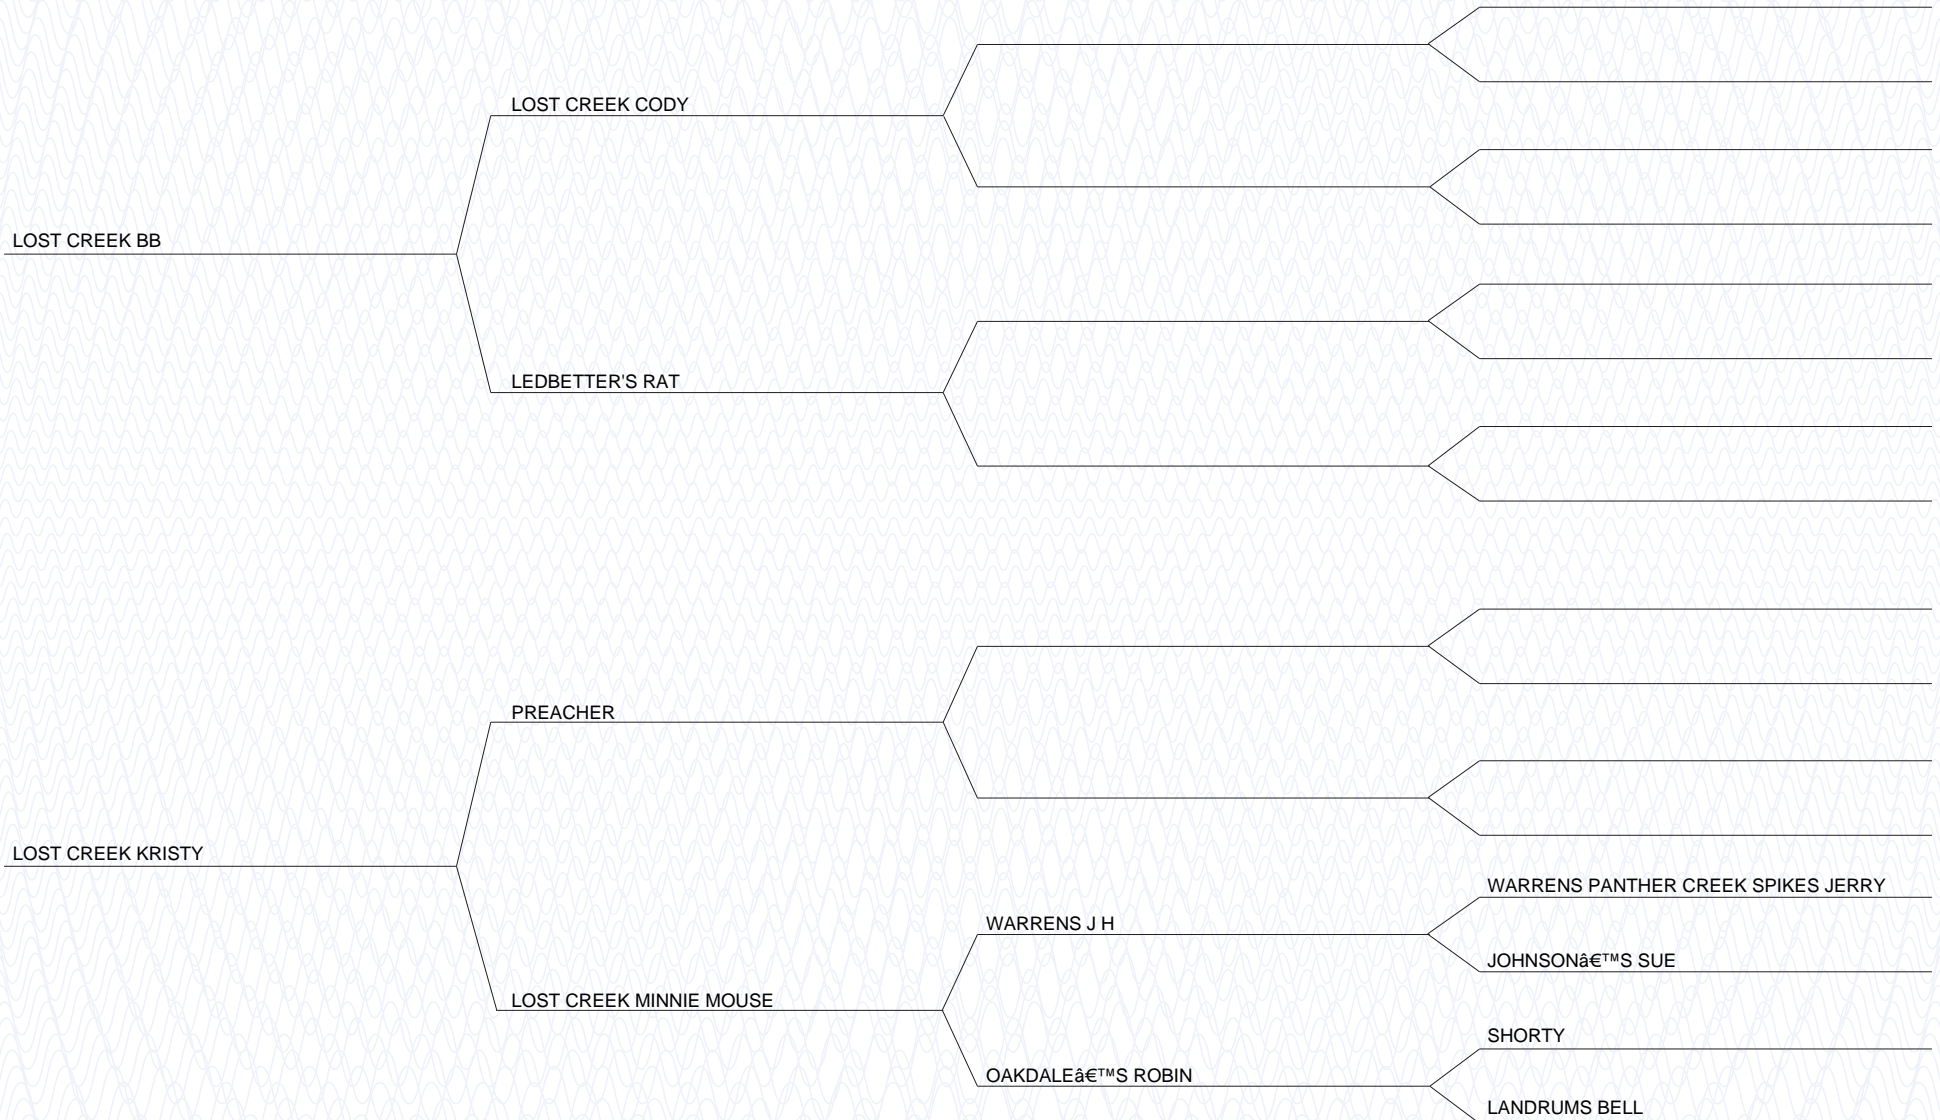 LOST CREEK CODY
LOST CREEK BB
LEDBETTER'S RAT
PREACHER
LOST CREEK KRISTY
WARRENS PANTHER CREEK SPIKES JERRY
WARRENS J H
JOHNSONâ€™S SUE
LOST CREEK MINNIE MOUSE
SHORTY
OAKDALEâ€™S ROBIN
LANDRUMS BELL